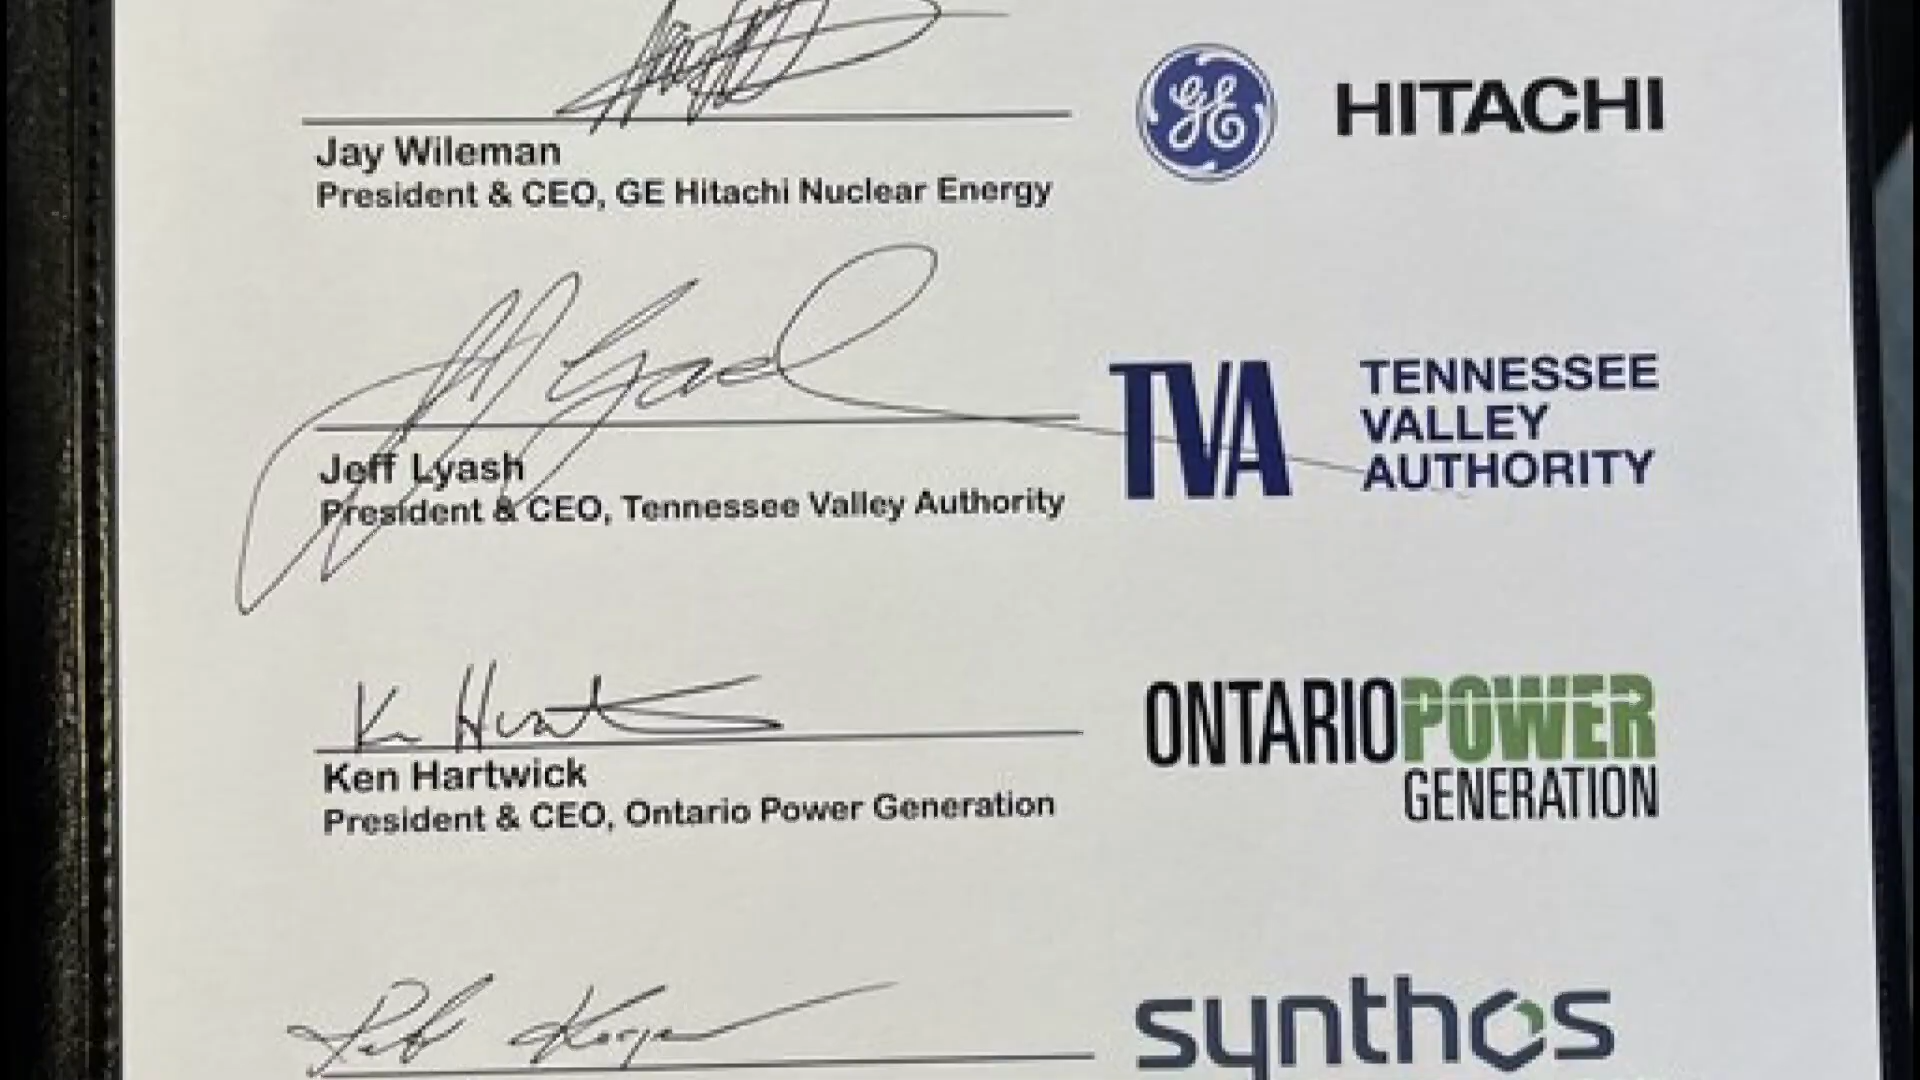 GE HITACHI
Jay Wileman
President & CEO, GE Hitachi Nuclear Energy
TVA
TENNESSEE
VALLEY
AUTHORITY
Jeff Lyash
President & CEO, Tennessee Valley Authority
ONTARIOPOWER
GENERATION
Ken Hartwick
President & CEO, Ontario Power Generation
synthos